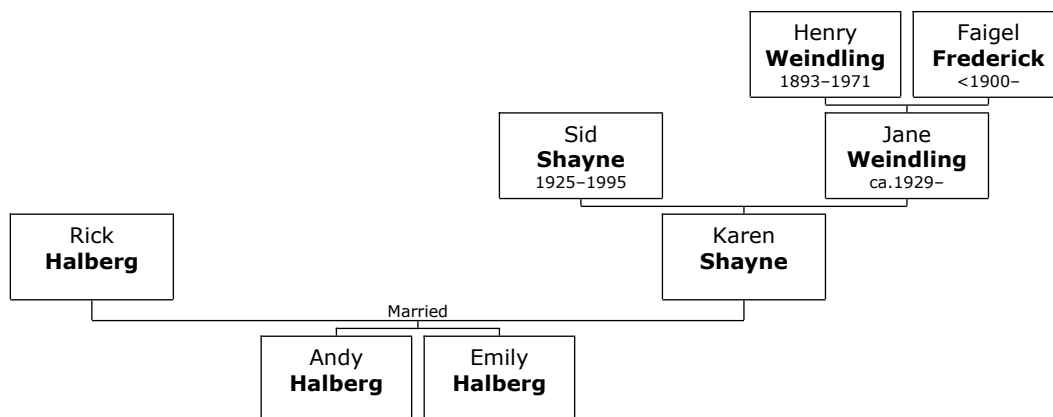 Henry
Weindling
1893–1971
Faigel
Frederick
<1900–
Sid
Shayne
1925–1995
Jane
Weindling
ca.1929–
Rick
Halberg
Karen
Shayne
Married
Andy
Halberg
Emily
Halberg